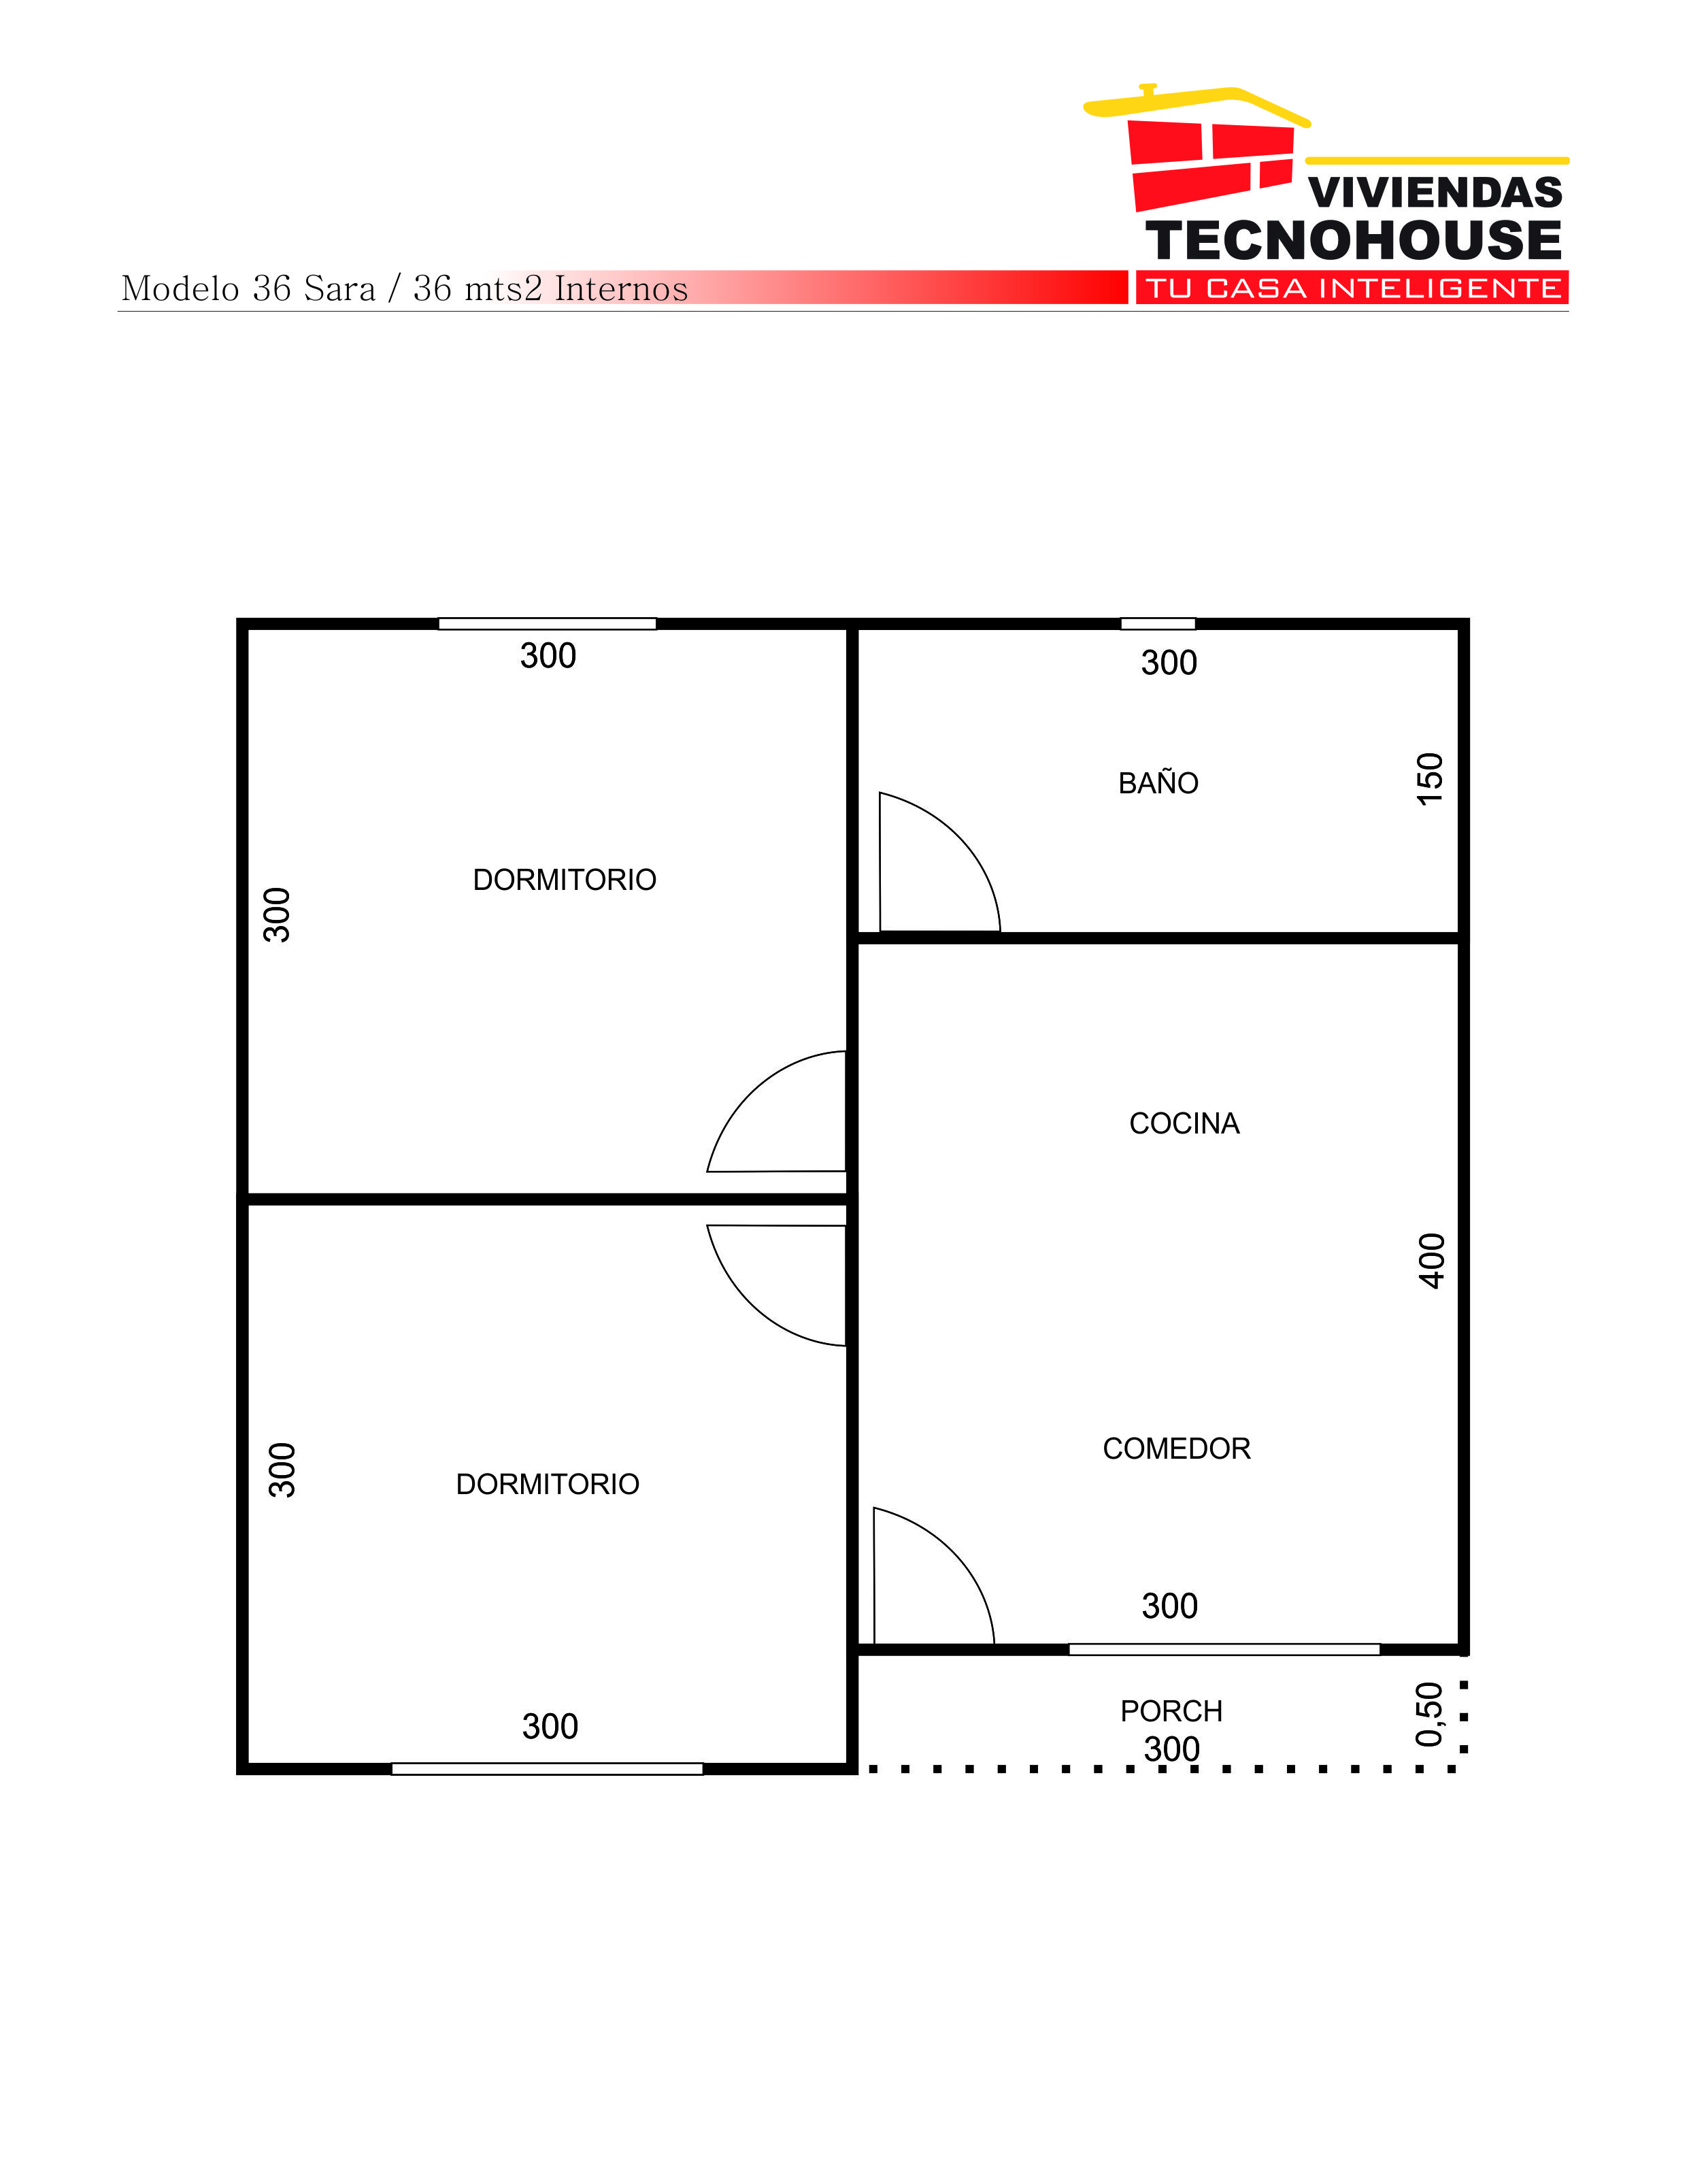 VIVIENDAS
TECNOHOUSE
TU CASA INTELIGENTE
Modelo 36 Sara / 36 mts2 Internos
300
300
BAÑO
150
DORMITORIO
300
COCINA
400
COMEDOR
300
DORMITORIO
300
300
PORCH
300
0,50